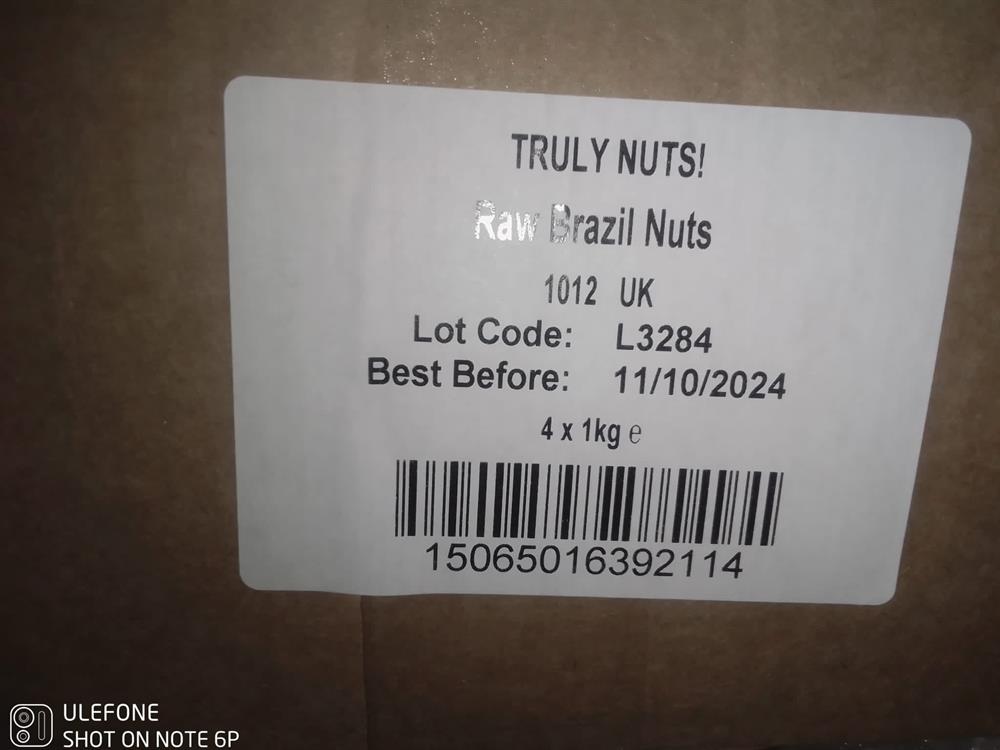 TRULY NUTS!
Raw Brazil Nuts
1012 UK
Lot Code: L3284
Best Before: 11/10/2024
4 x 1kg e
15065016392114
ULEFONE
SHOT ON NOTE 6P